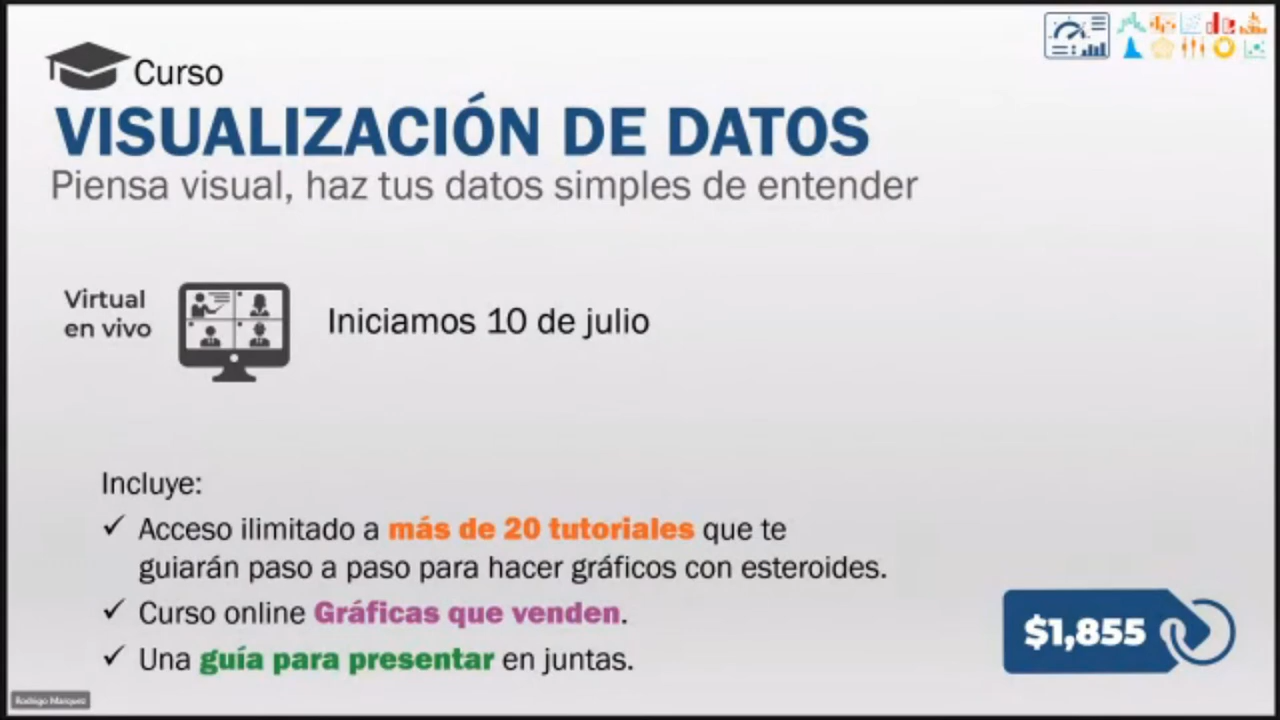 Curso
VISUALIZACIÓN DE DATOS
Piensa visual, haz tus datos simples de entender
Virtual
en vivo
Iniciamos 10 de julio
Incluye:
✓ Acceso ilimitado a más de 20 tutoriales que te
guiarán paso a paso para hacer gráficos con esteroides.
✓ Curso online Gráficas que venden.
✓ Una guía para presentar en juntas.
$1,855
Rodrigo Marquez